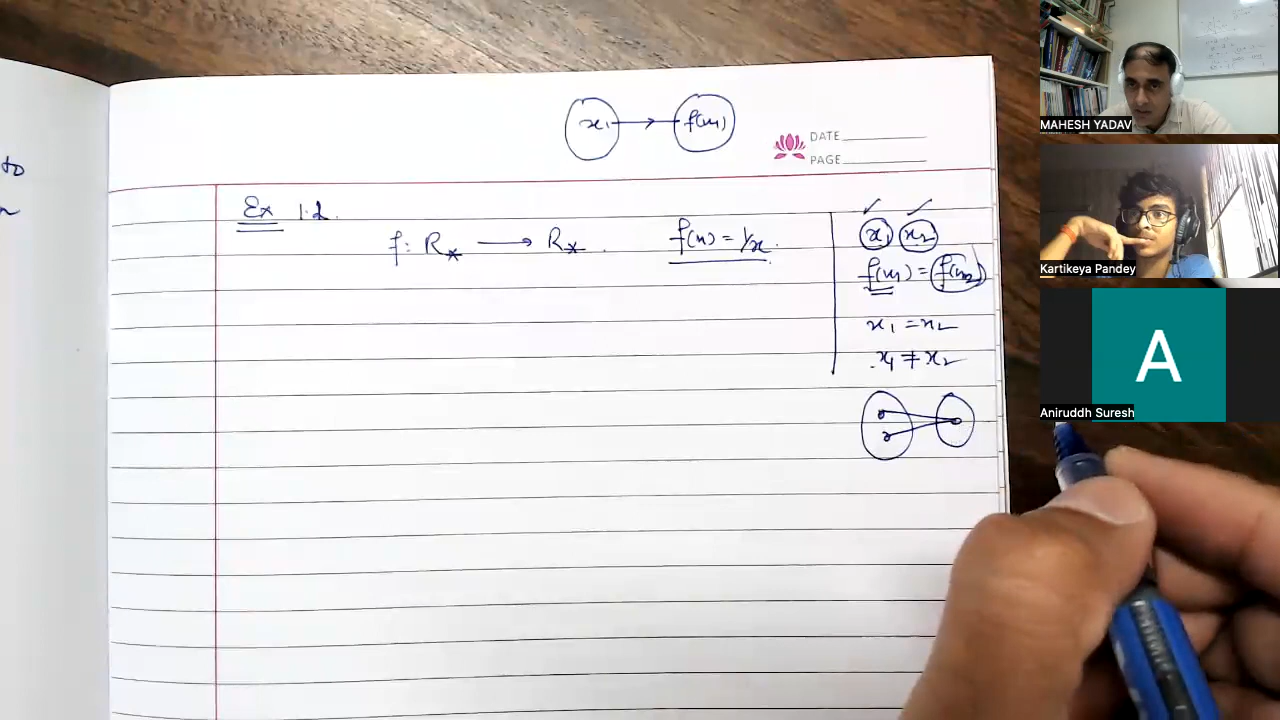 x₁ → f(x₁)
DATE
PAGE
to
Ex 1.2.
f: R* → R* . f(x) = 1/x.
x₁ x₂
f(x₁) = f(x₂)
x₁ = x₂
x₁ ≠ x₂
MAHESH YADAV
Kartikeya Pandey
A
Aniruddh Suresh